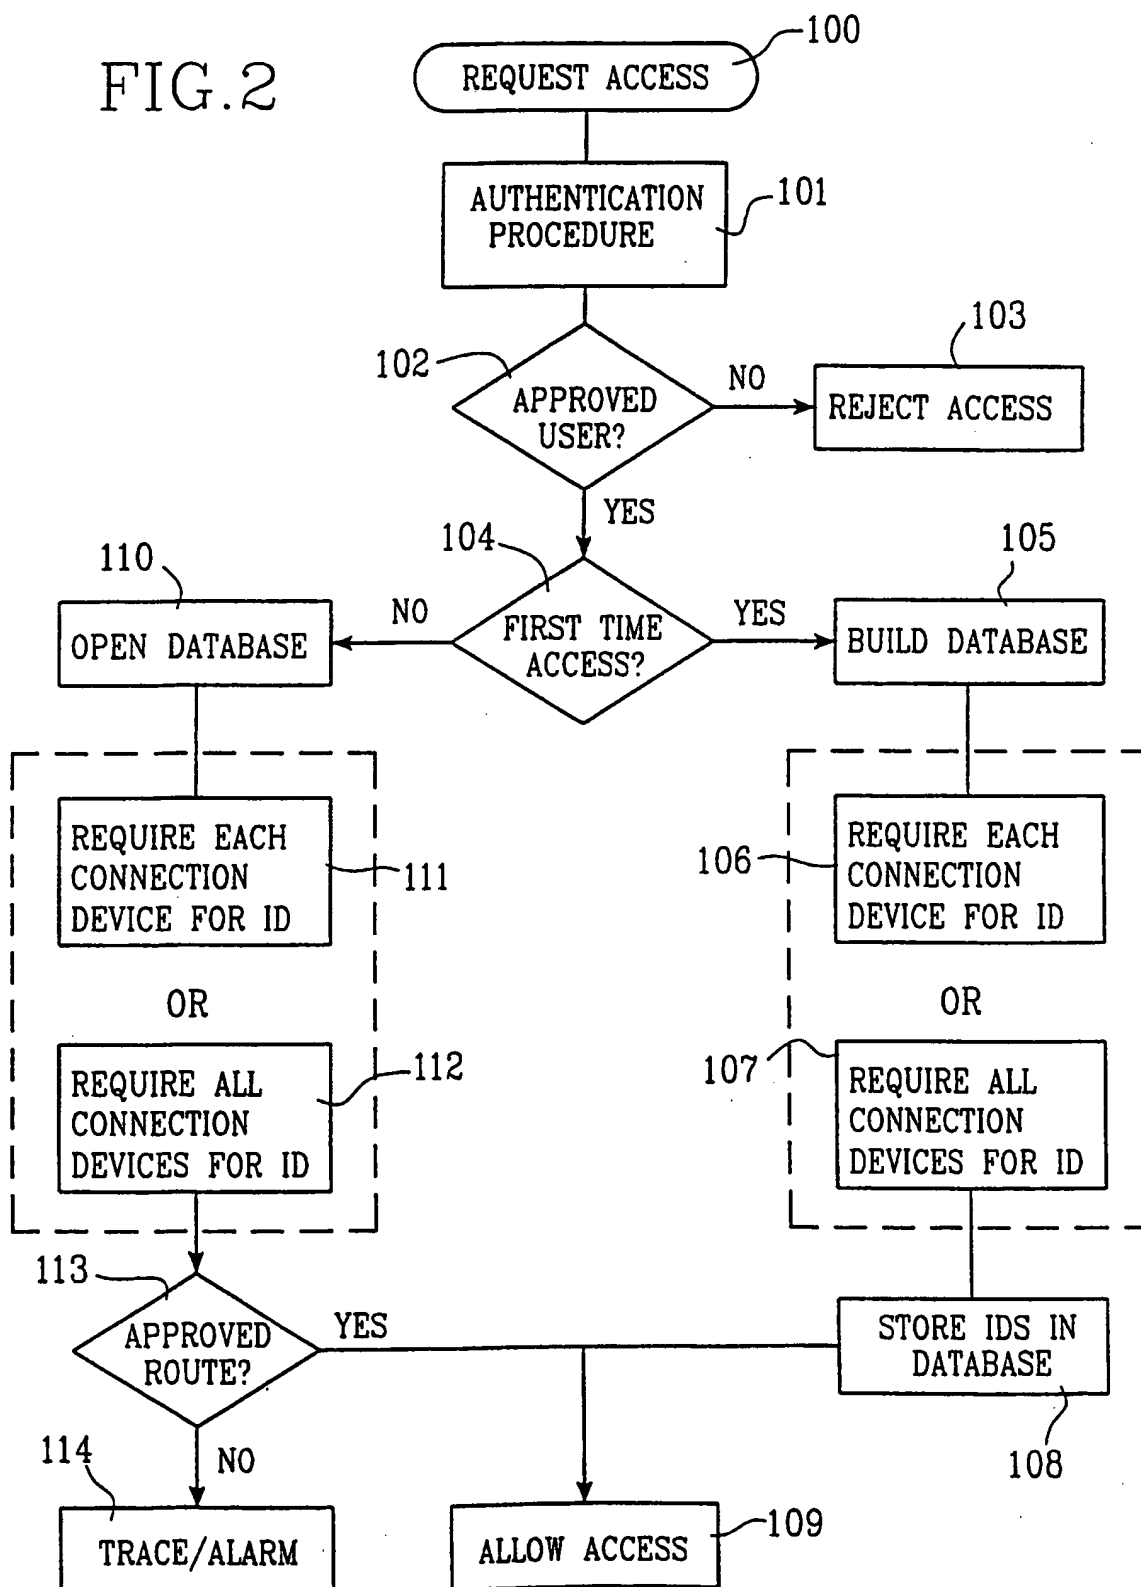 FIG.2
100
REQUEST ACCESS
AUTHENTICATION
PROCEDURE
101
102
APPROVED
USER?
NO
103
REJECT ACCESS
YES
104
FIRST TIME
ACCESS?
NO
YES
110
OPEN DATABASE
105
BUILD DATABASE
REQUIRE EACH
CONNECTION
DEVICE FOR ID
111
OR
REQUIRE ALL
CONNECTION
DEVICES FOR ID
112
106
REQUIRE EACH
CONNECTION
DEVICE FOR ID
OR
107
REQUIRE ALL
CONNECTION
DEVICES FOR ID
113
APPROVED
ROUTE?
YES
STORE IDS IN
DATABASE
108
NO
114
TRACE/ALARM
ALLOW ACCESS
109